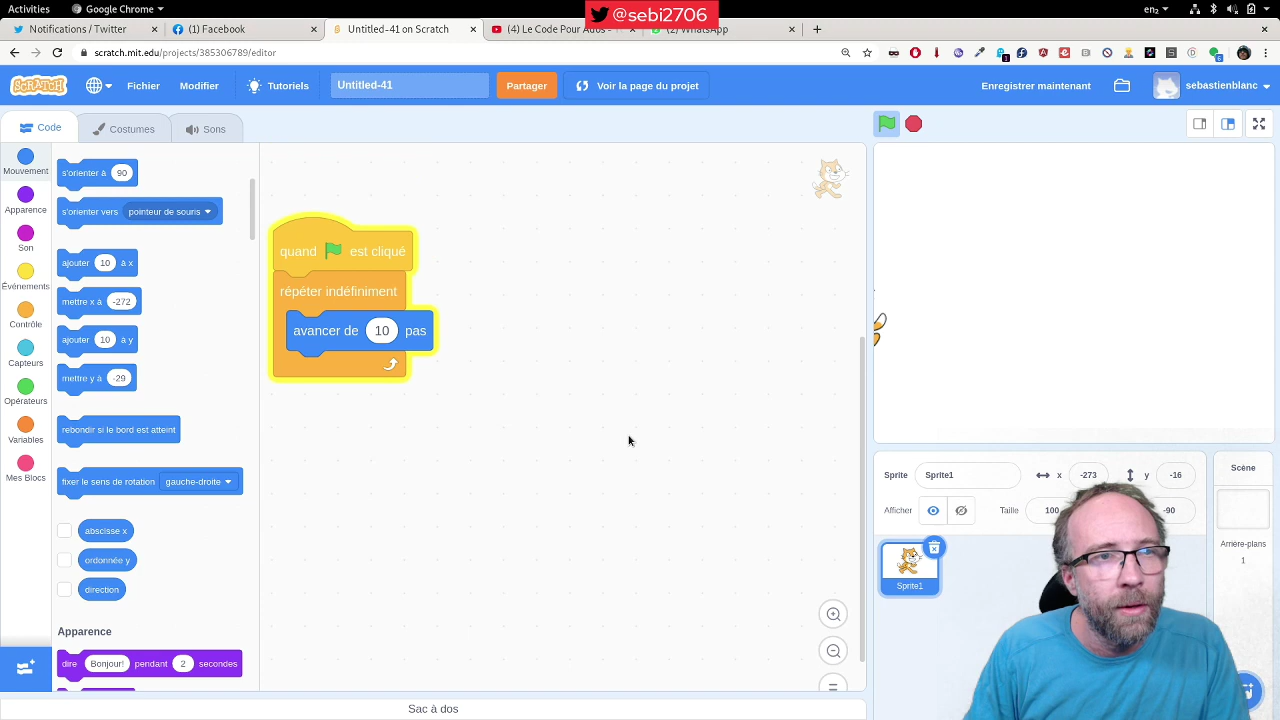 Activities
Google Chrome
@sebi2706
en₂
Notifications / Twitter
(1) Facebook
Untitled-41 on Scratch
(4) Le Code Pour Ados -
(2) WhatsApp
scratch.mit.edu/projects/385306789/editor
SCRATCH
Fichier
Modifier
Tutoriels
Untitled-41
Partager
Voir la page du projet
Enregistrer maintenant
sebastienblanc
Code
Costumes
Sons
Mouvement
Apparence
Son
Événements
Contrôle
Capteurs
Opérateurs
Variables
Mes Blocs
s'orienter à 90
s'orienter vers pointeur de souris
ajouter 10 à x
mettre x à -272
ajouter 10 à y
mettre y à -29
rebondir si le bord est atteint
fixer le sens de rotation gauche-droite
abscisse x
ordonnée y
direction
Apparence
dire Bonjour! pendant 2 secondes
quand est cliqué
répéter indéfiniment
avancer de 10 pas
Sprite Sprite1 x -273 y -16
Afficher Taille 100 -90
Sprite1
Scène
Arrière-plans
1
Sac à dos